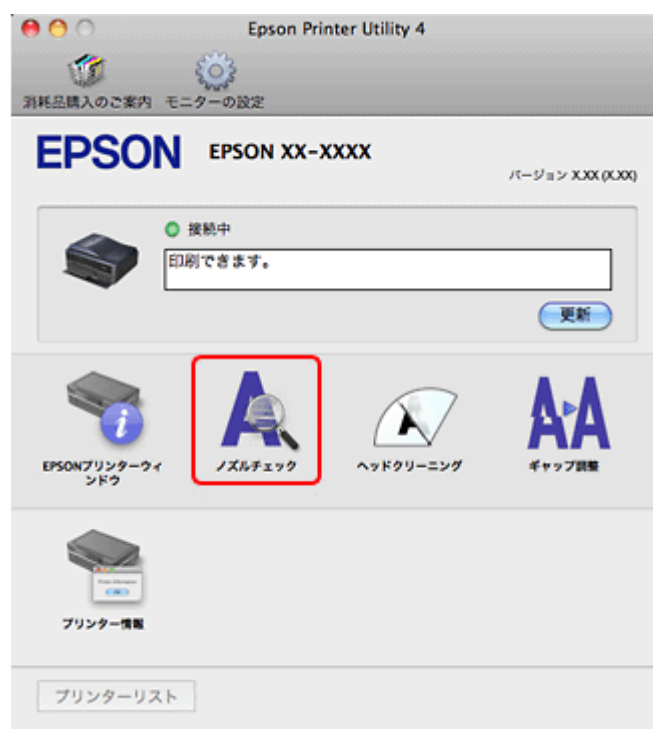 Epson Printer Utility 4
消耗品購入のご案内 モニターの設定
EPSON EPSON XX-XXXX
バージョン X.XX (X.XX)
接続中
印刷できます。
更新
EPSONプリンターウィ
ンドウ
ノズルチェック
ヘッドクリーニング
ギャップ調整
プリンター情報
プリンターリスト